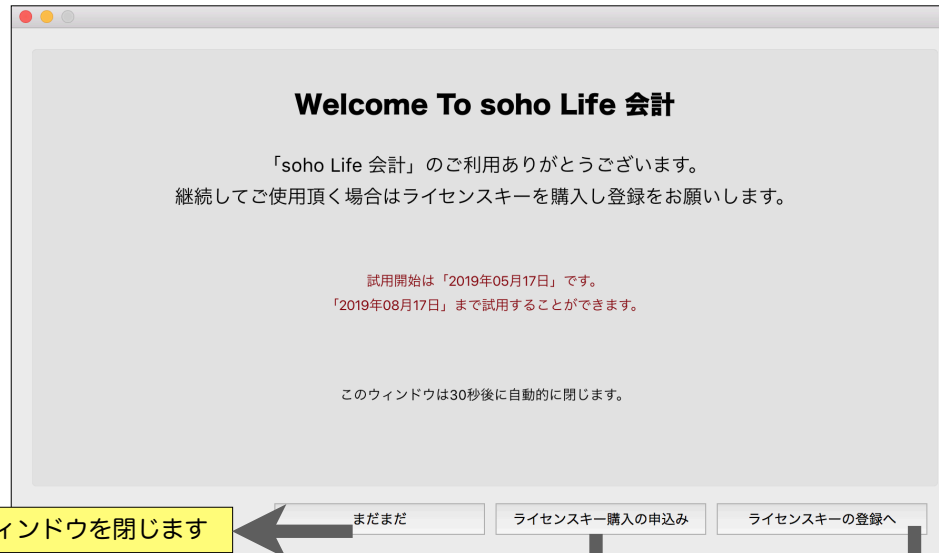 Welcome To soho Life 会計
「soho Life 会計」のご利用ありがとうございます。
継続してご使用頂く場合はライセンスキーを購入し登録をお願いします。
試用開始は「2019年05月17日」です。
「2019年08月17日」まで試用することができます。
このウィンドウは30秒後に自動的に閉じます。
まだまだ
ライセンスキー購入の申込み
ライセンスキーの登録へ
ィンドウを閉じます